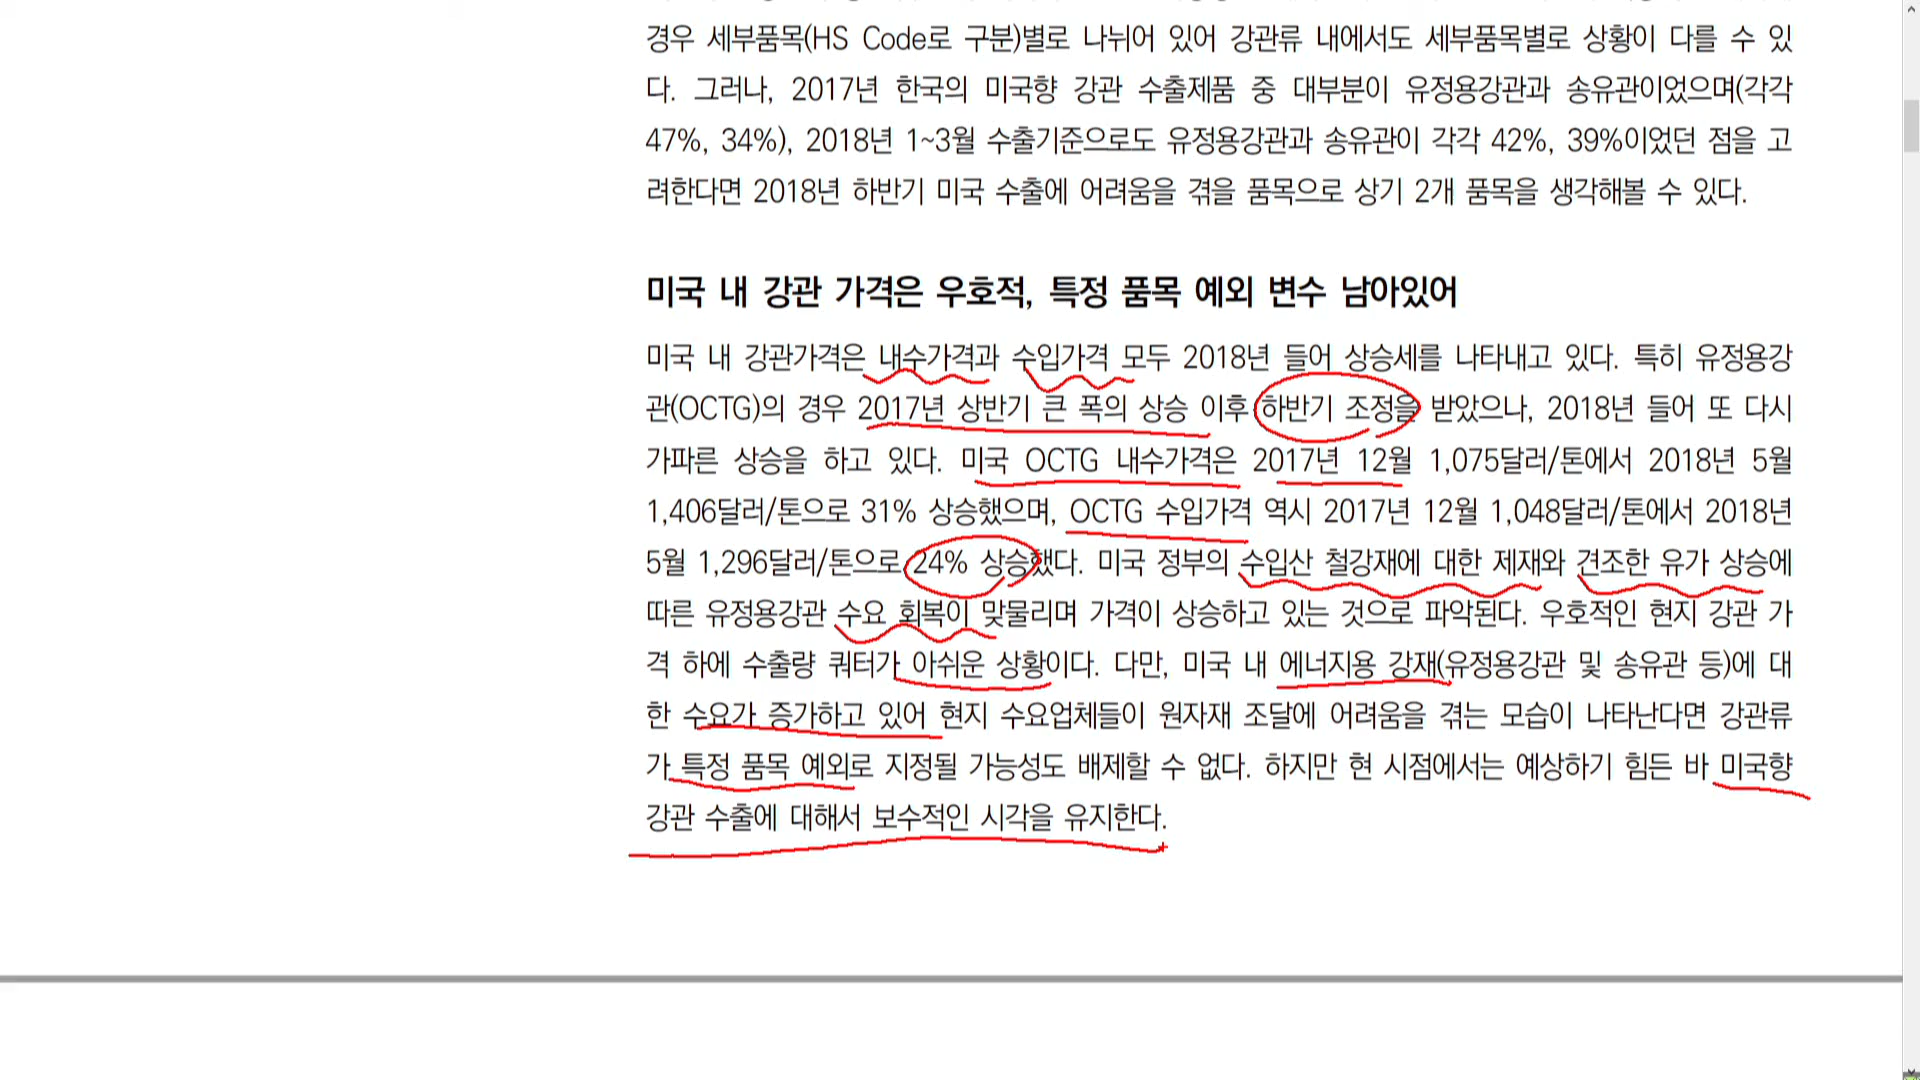 경우 세부품목(HS Code로 구분)별로 나뉘어 있어 강관류 내에서도 세부품목별로 상황이 다를 수 있
다. 그러나, 2017년 한국의 미국향 강관 수출제품 중 대부분이 유정용강관과 송유관이었으며(각각
47%, 34%), 2018년 1~3월 수출기준으로도 유정용강관과 송유관이 각각 42%, 39%이었던 점을 고
려한다면 2018년 하반기 미국 수출에 어려움을 겪을 품목으로 상기 2개 품목을 생각해볼 수 있다.
미국 내 강관 가격은 우호적, 특정 품목 예외 변수 남아있어
미국 내 강관가격은 내수가격과 수입가격 모두 2018년 들어 상승세를 나타내고 있다. 특히 유정용강
관(OCTG)의 경우 2017년 상반기 큰 폭의 상승 이후 하반기 조정을 받았으나, 2018년 들어 또 다시
가파른 상승을 하고 있다. 미국 OCTG 내수가격은 2017년 12월 1,075달러/톤에서 2018년 5월
1,406달러/톤으로 31% 상승했으며, OCTG 수입가격 역시 2017년 12월 1,048달러/톤에서 2018년
5월 1,296달러/톤으로 24% 상승했다. 미국 정부의 수입산 철강재에 대한 제재와 견조한 유가 상승에
따른 유정용강관 수요 회복이 맞물리며 가격이 상승하고 있는 것으로 파악된다. 우호적인 현지 강관 가
격 하에 수출량 쿼터가 아쉬운 상황이다. 다만, 미국 내 에너지용 강재(유정용강관 및 송유관 등)에 대
한 수요가 증가하고 있어 현지 수요업체들이 원자재 조달에 어려움을 겪는 모습이 나타난다면 강관류
가 특정 품목 예외로 지정될 가능성도 배제할 수 없다. 하지만 현 시점에서는 예상하기 힘든 바 미국향
강관 수출에 대해서 보수적인 시각을 유지한다.